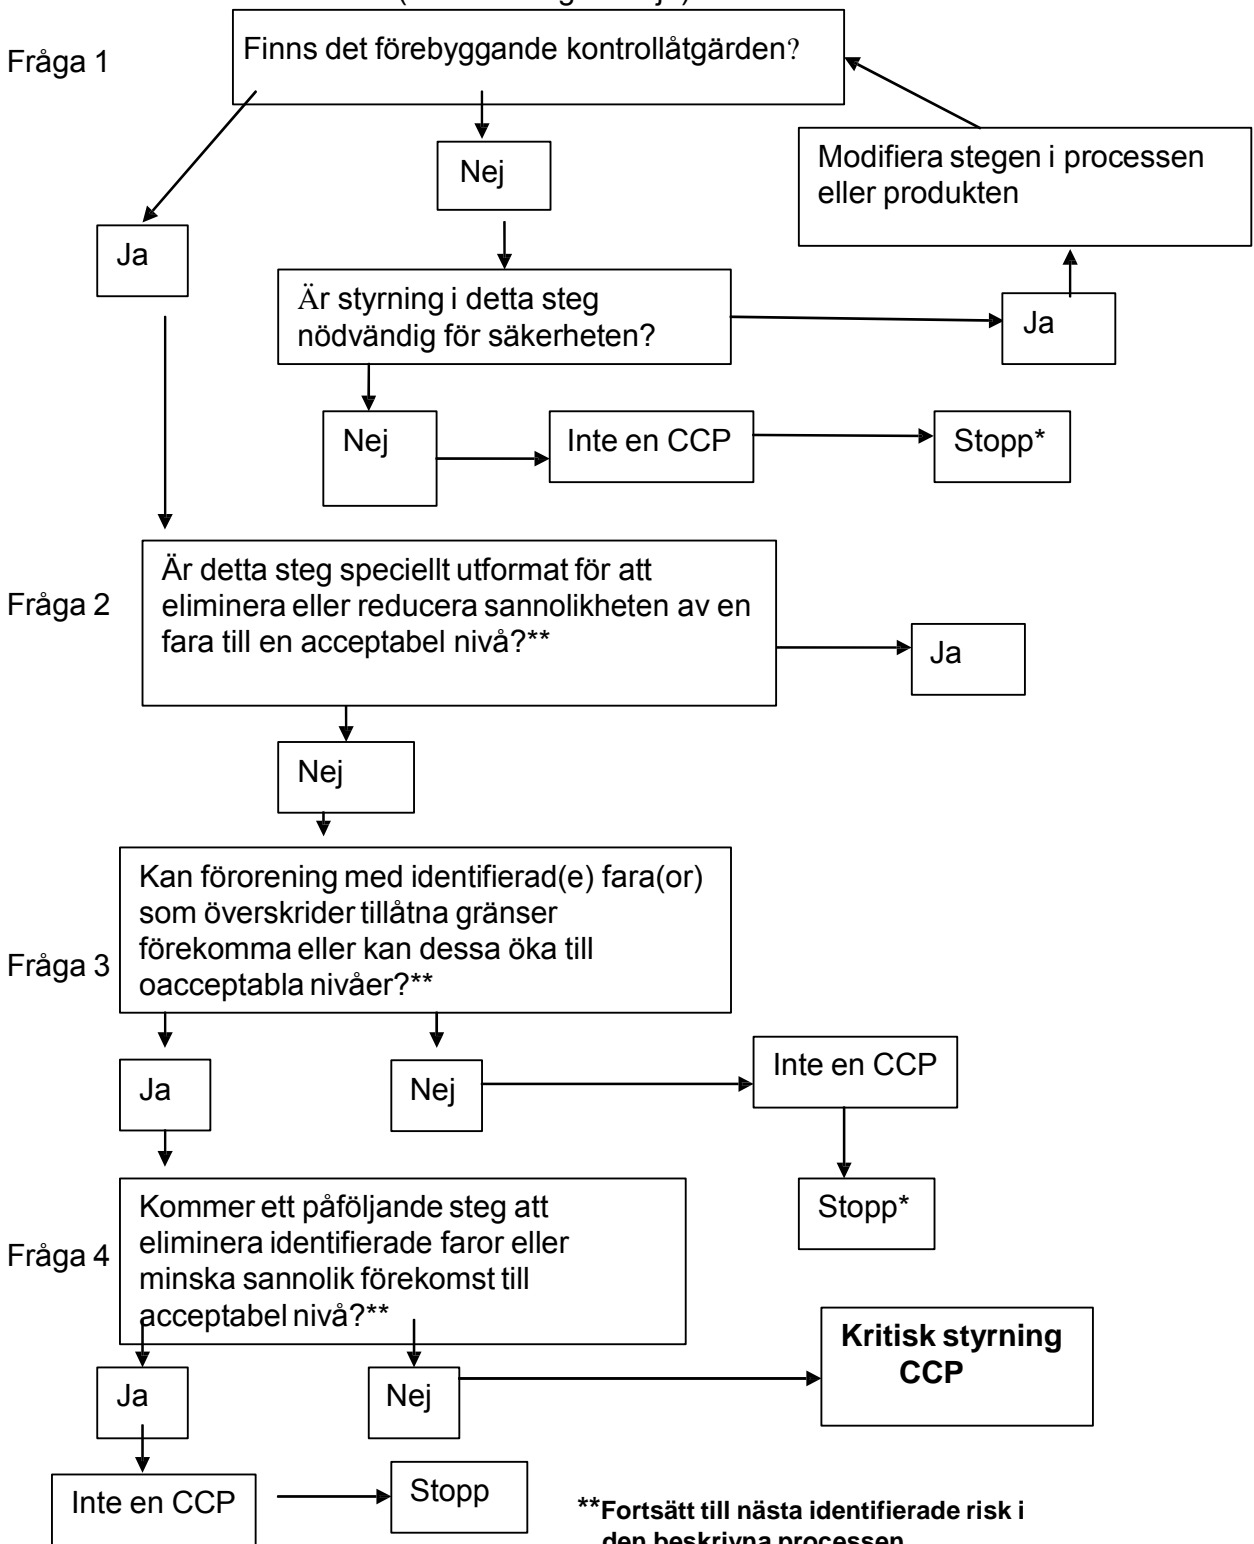 Fråga 1
Finns det förebyggande kontrollåtgärden?
Modifiera stegen i processen
eller produkten
Nej
Ja
Är styrning i detta steg
nödvändig för säkerheten?
Ja
Nej
Inte en CCP
Stopp*
Fråga 2
Är detta steg speciellt utformat för att
eliminera eller reducera sannolikheten av en
fara till en acceptabel nivå?**
Ja
Nej
Fråga 3
Kan förorening med identifierad(e) fara(or)
som överskrider tillåtna gränser
förekomma eller kan dessa öka till
oacceptabla nivåer?**
Ja
Nej
Inte en CCP
Stopp*
Fråga 4
Kommer ett påföljande steg att
eliminera identifierade faror eller
minska sannolik förekomst till
acceptabel nivå?**
Kritisk styrning
CCP
Ja
Nej
Inte en CCP
Stopp
**Fortsätt till nästa identifierade risk i
den beskrivna processen